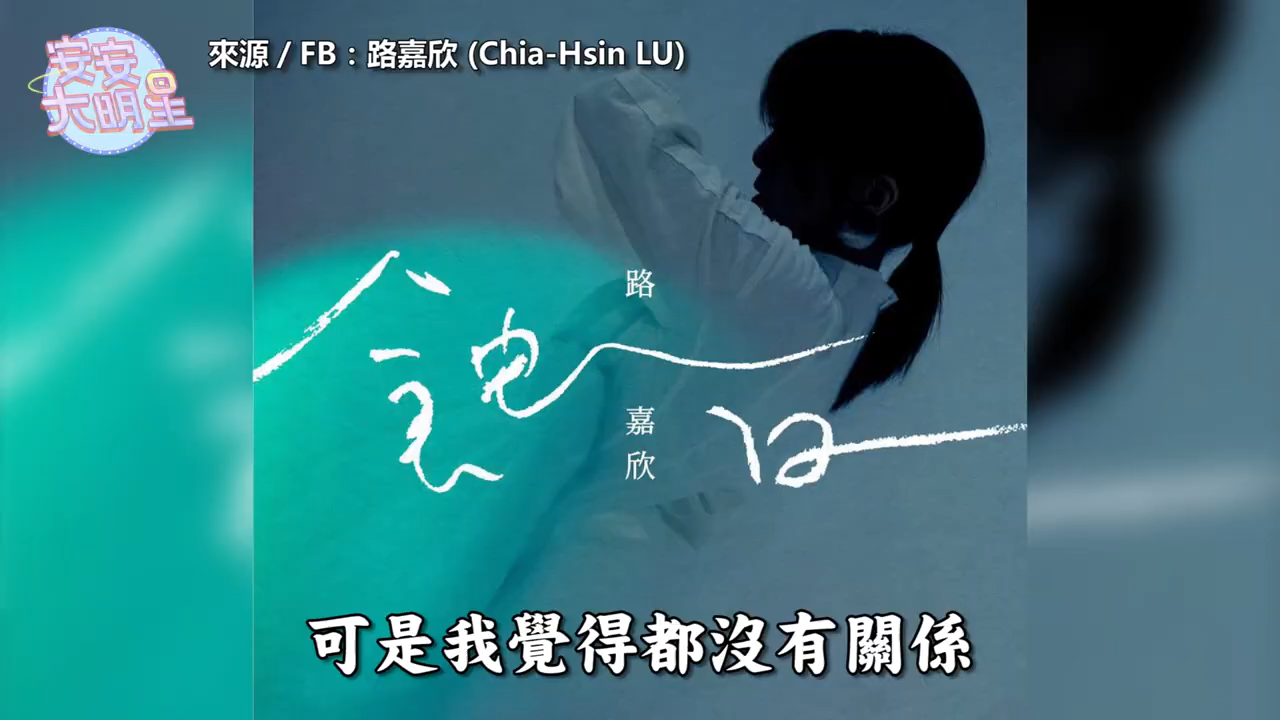 安安
大明星
來源 / FB：路嘉欣 (Chia-Hsin LU)
路
嘉
欣
可是我覺得都沒有關係